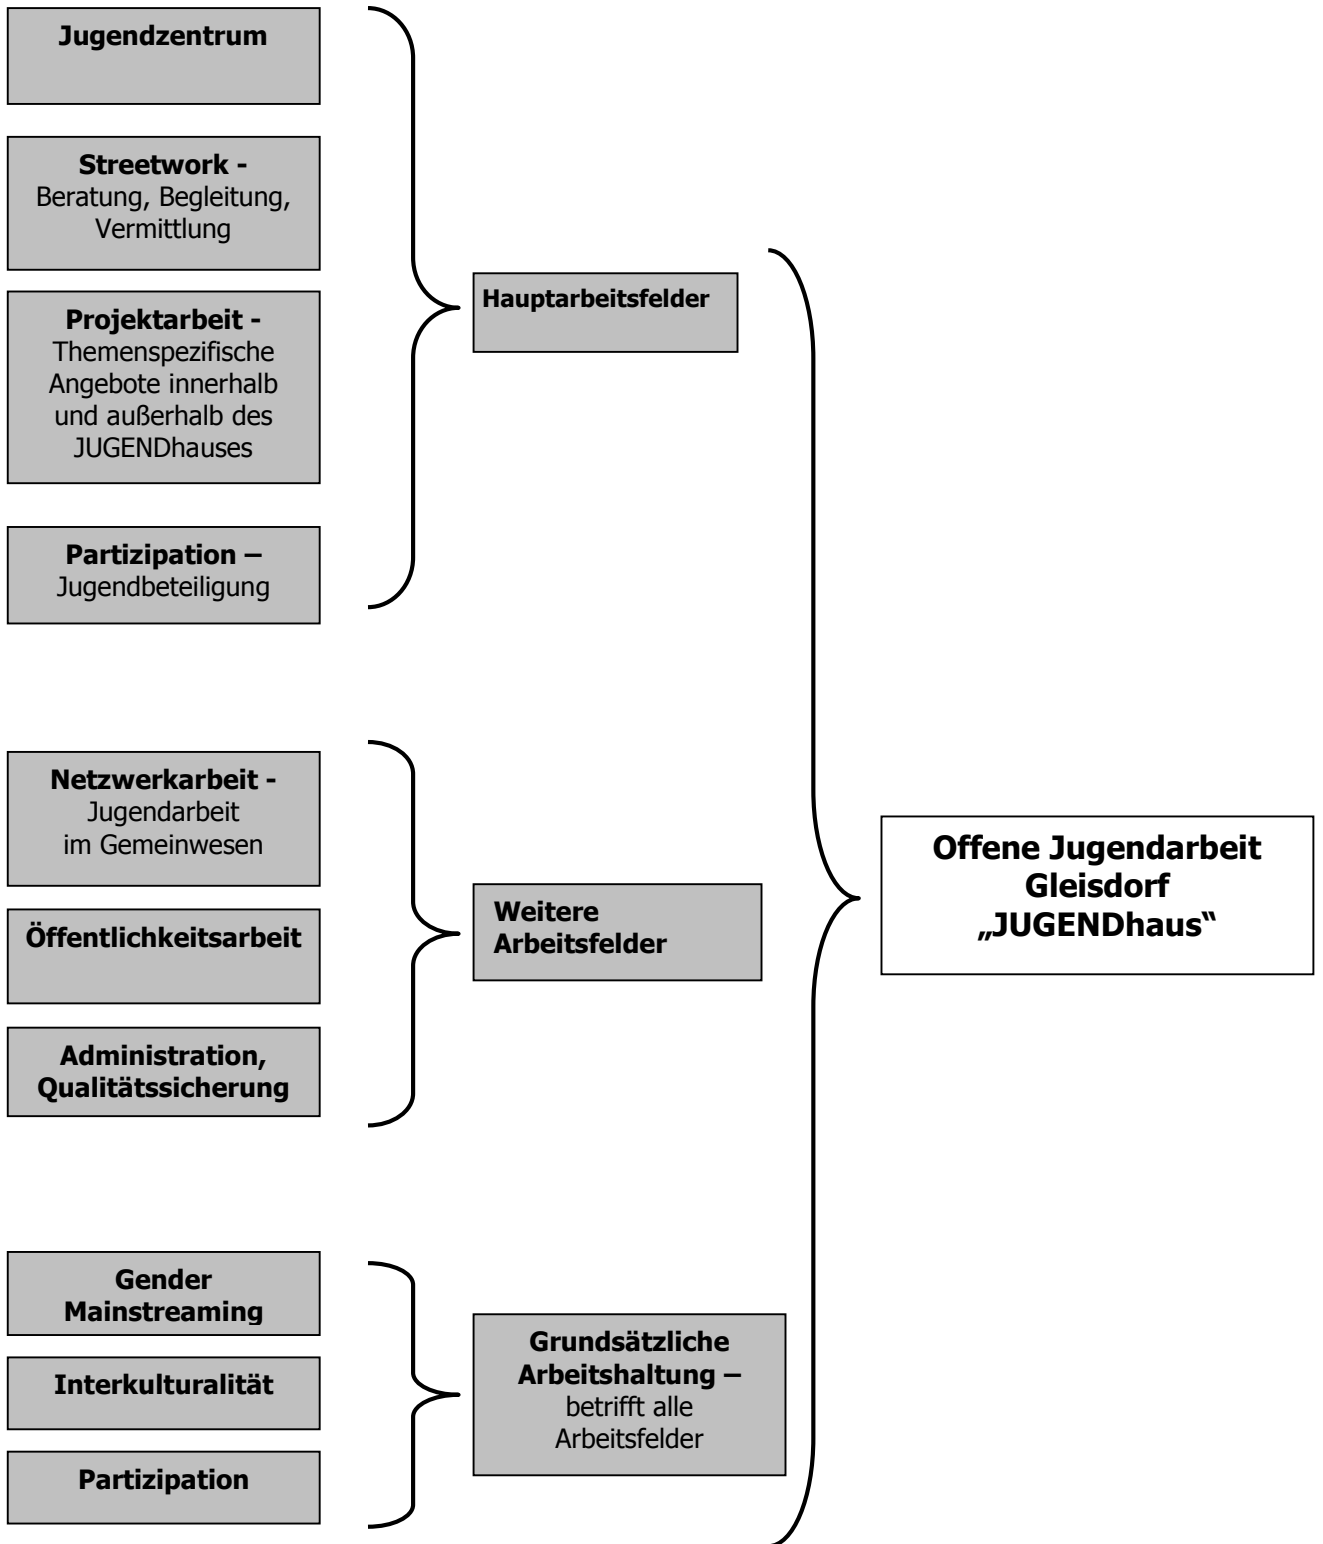 Jugendzentrum
Streetwork -
Beratung, Begleitung,
Vermittlung
Projektarbeit -
Themenspezifische
Angebote innerhalb
und außerhalb des
JUGENDhauses
Partizipation –
Jugendbeteiligung
Hauptarbeitsfelder
Netzwerkarbeit -
Jugendarbeit
im Gemeinwesen
Öffentlichkeitsarbeit
Administration,
Qualitätssicherung
Weitere
Arbeitsfelder
Gender
Mainstreaming
Interkulturalität
Partizipation
Grundsätzliche
Arbeitshaltung –
betrifft alle
Arbeitsfelder
Offene Jugendarbeit
Gleisdorf
„JUGENDhaus“